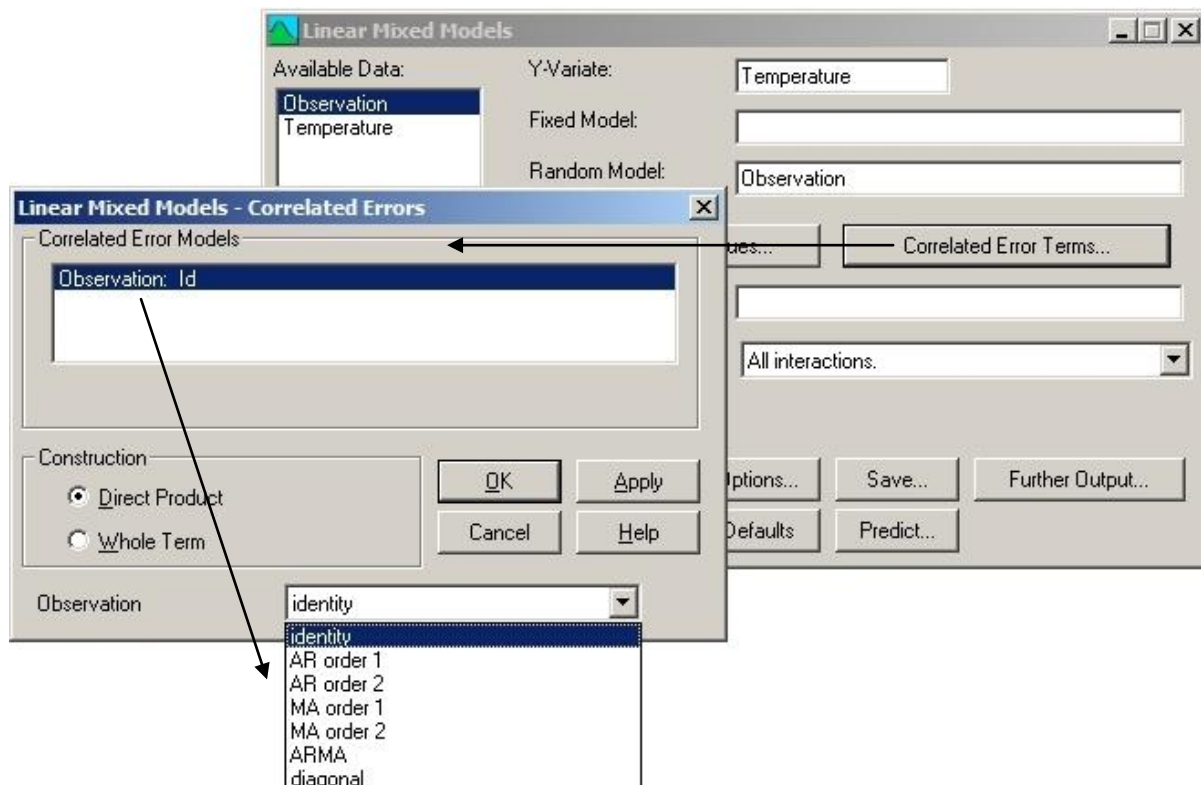 Linear Mixed Models
Available Data:
Observation
Temperature
Y-Variate:
Temperature
Fixed Model:
Random Model:
Observation
Correlated Error Terms...
All interactions.
Save...
Further Output...
Predict...
Linear Mixed Models - Correlated Errors
Correlated Error Models
Observation: Id
Construction
Direct Product
Whole Term
OK
Apply
Cancel
Help
Observation
identity
identity
AR order 1
AR order 2
MA order 1
MA order 2
ARMA
diagonal